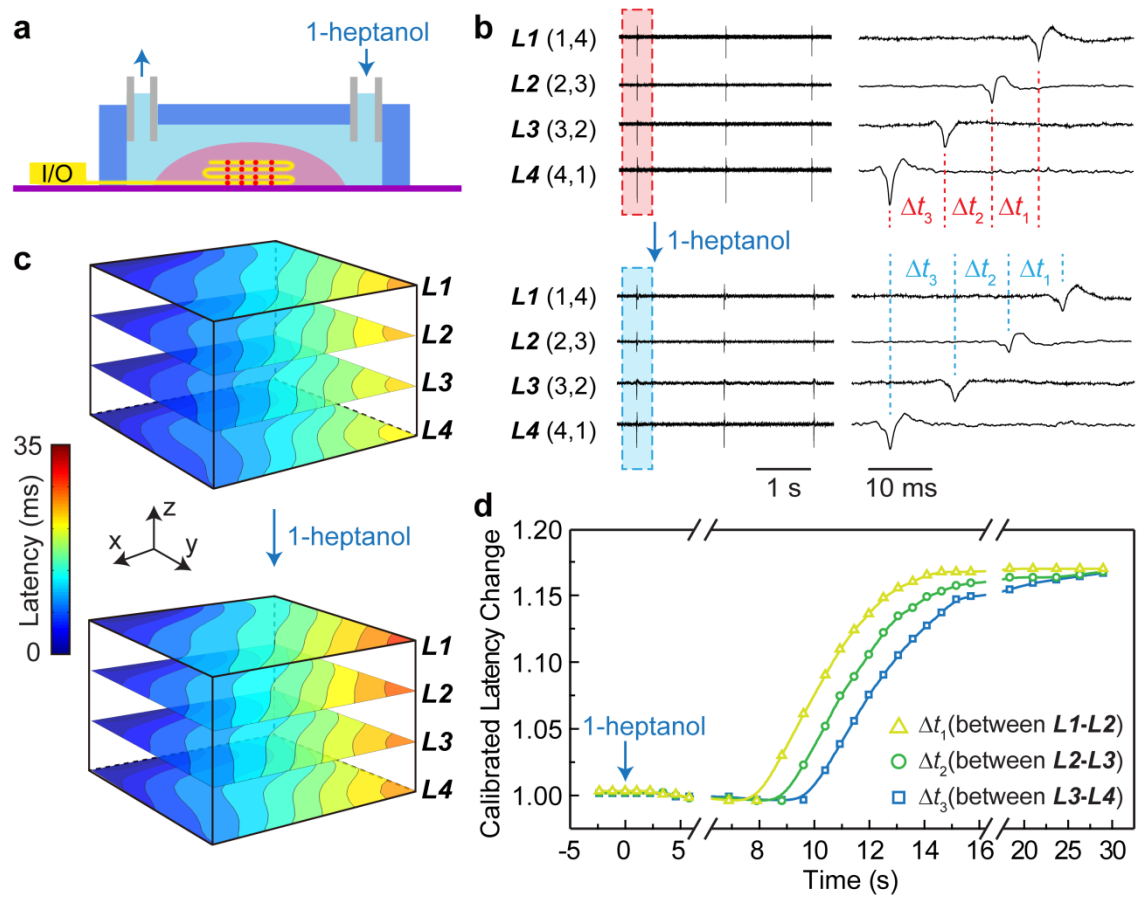 a
1-heptanol
I/O
b
L1 (1,4)
L2 (2,3)
L3 (3,2)
L4 (4,1)
Δt3 Δt2 Δt1
1-heptanol
Δt3 Δt2 Δt1
L1 (1,4)
L2 (2,3)
L3 (3,2)
L4 (4,1)
1 s 10 ms
c
L1
L2
L3
L4
35
Latency (ms)
0
z
x y
1-heptanol
L1
L2
L3
L4
d
Calibrated Latency Change
1.20
1.15
1.10
1.05
1.00
1-heptanol
Δt1(between L1-L2)
Δt2(between L2-L3)
Δt3(between L3-L4)
-5 0 5 8 10 12 14 16 20 25 30
Time (s)